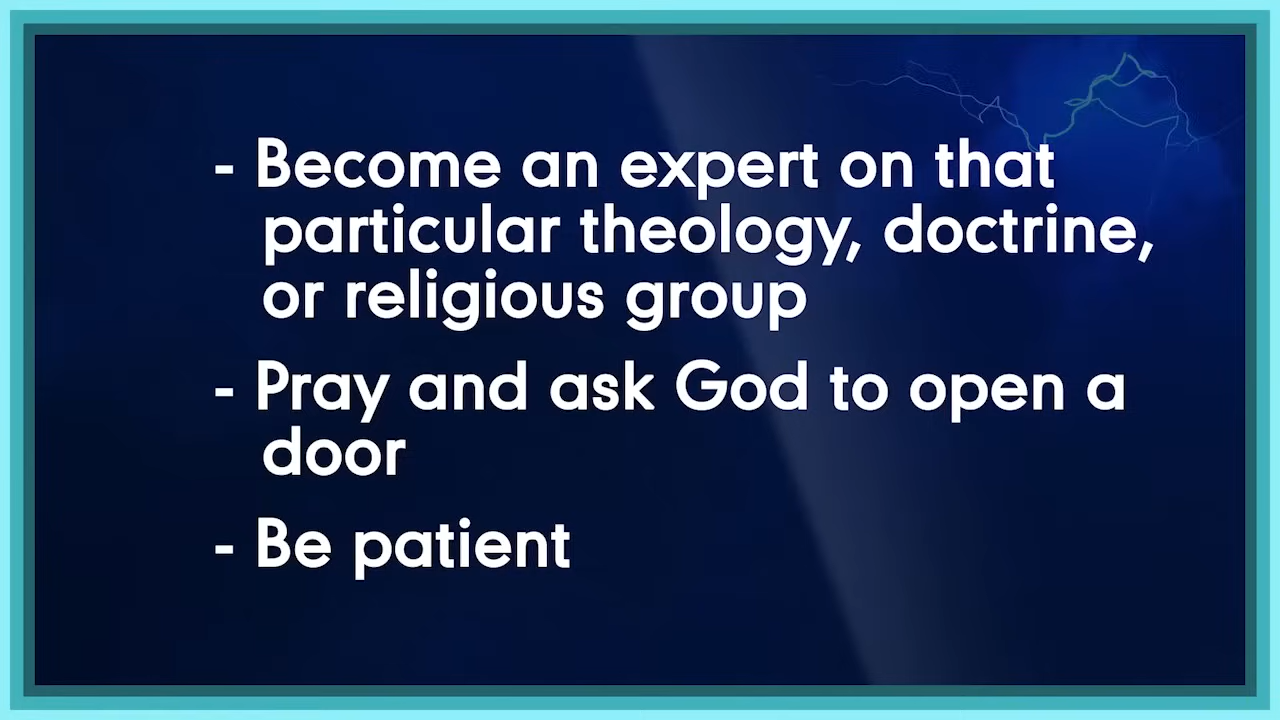 - Become an expert on that
particular theology, doctrine,
or religious group
- Pray and ask God to open a
door
- Be patient